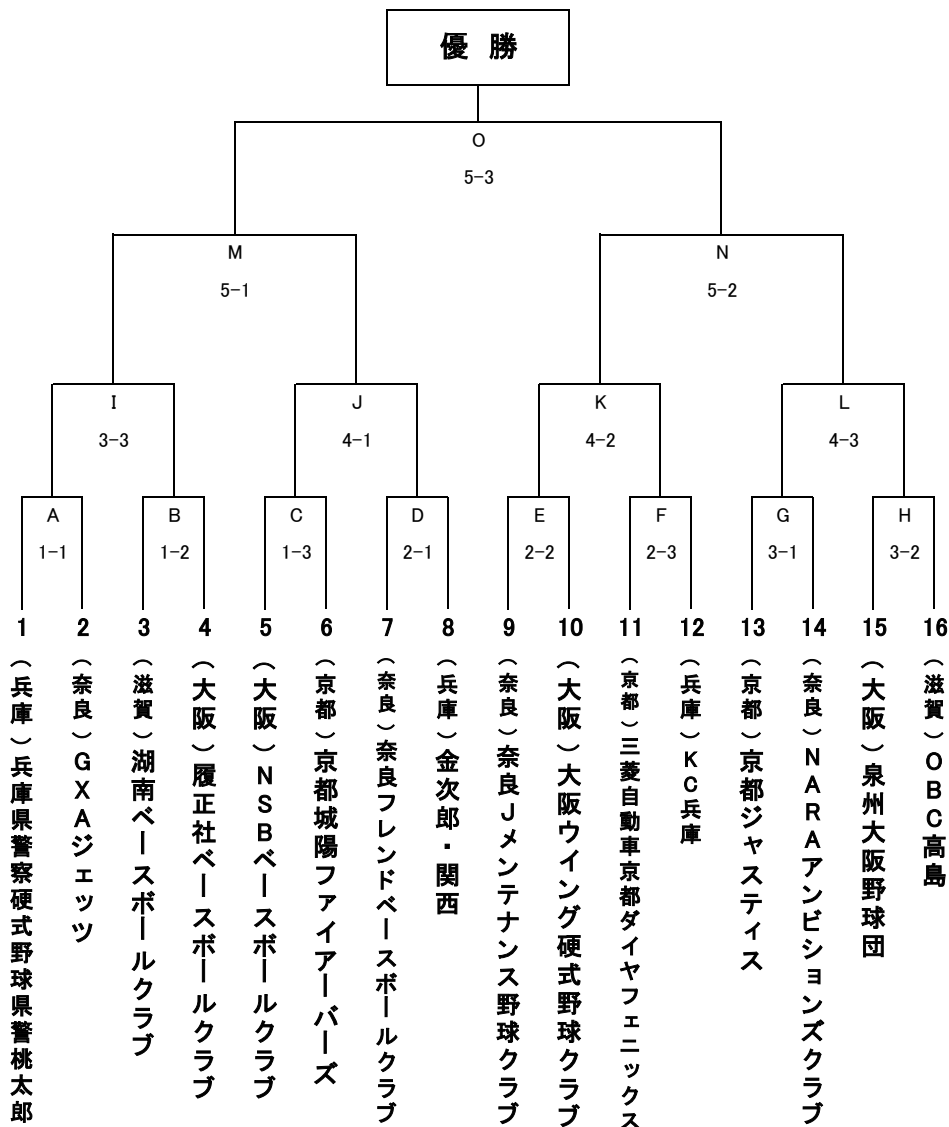 優 勝
O
5-3
M
5-1
N
5-2
I
3-3
J
4-1
K
4-2
L
4-3
A
1-1
B
1-2
C
1-3
D
2-1
E
2-2
F
2-3
G
3-1
H
3-2
1
2
3
4
5
6
7
8
9
10
11
12
13
14
15
16
(兵庫)兵庫県警察硬式野球県警桃太郎
(奈良)GXAジェッツ
(滋賀)湖南ベースボールクラブ
(大阪)履正社ベースボールクラブ
(大阪)NSBベースボールクラブ
(京都)京都城陽ファイアーバーズ
(奈良)奈良フレンドベースボールクラブ
(兵庫)金次郎・関西
(奈良)奈良Jメンテナンス野球クラブ
(大阪)大阪ウイング硬式野球クラブ
(京都)三菱自動車京都ダイヤフェニックス
(兵庫)KC兵庫
(京都)京都ジャスティス
(奈良)NARAアンビションズクラブ
(大阪)泉州大阪野球団
(滋賀)OBC高島